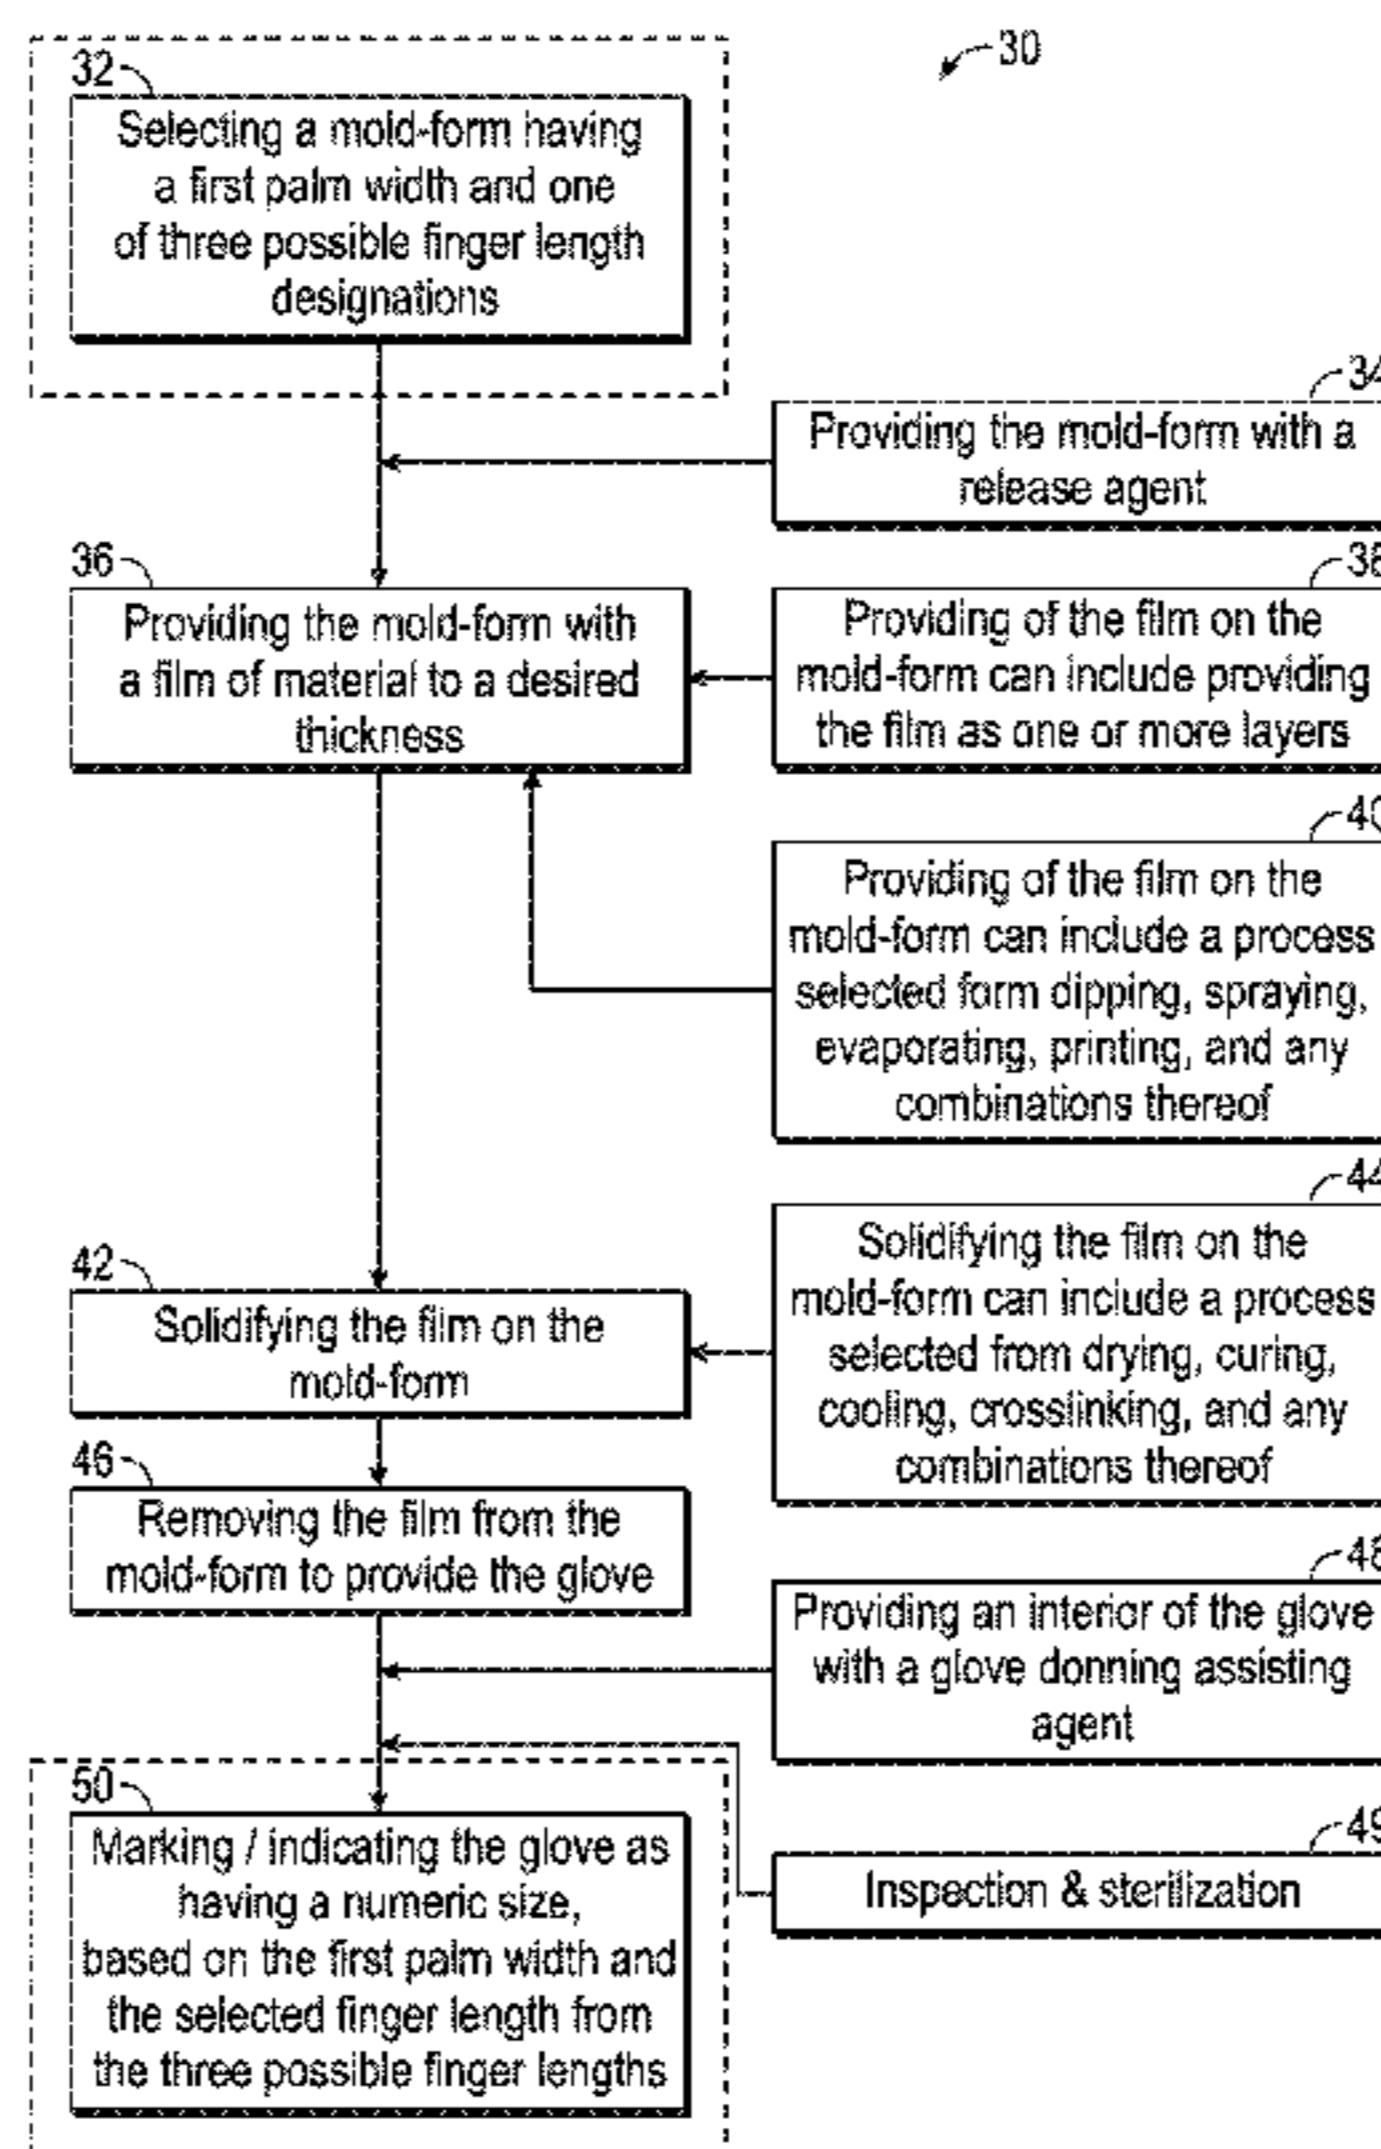 30
32
Selecting a mold-form having
a first palm width and one
of three possible finger length
designations
34
Providing the mold-form with a
release agent
36
Providing the mold-form with
a film of material to a desired
thickness
38
Providing of the film on the
mold-form can include providing
the film as one or more layers
40
Providing of the film on the
mold-form can include a process
selected form dipping, spraying,
evaporating, printing, and any
combinations thereof
42
Solidifying the film on the
mold-form
44
Solidifying the film on the
mold-form can include a process
selected from drying, curing,
cooling, crosslinking, and any
combinations thereof
46
Removing the film from the
mold-form to provide the glove
48
Providing an interior of the glove
with a glove donning assisting
agent
49
Inspection & sterilization
50
Marking / indicating the glove as
having a numeric size,
based on the first palm width and
the selected finger length from
the three possible finger lengths